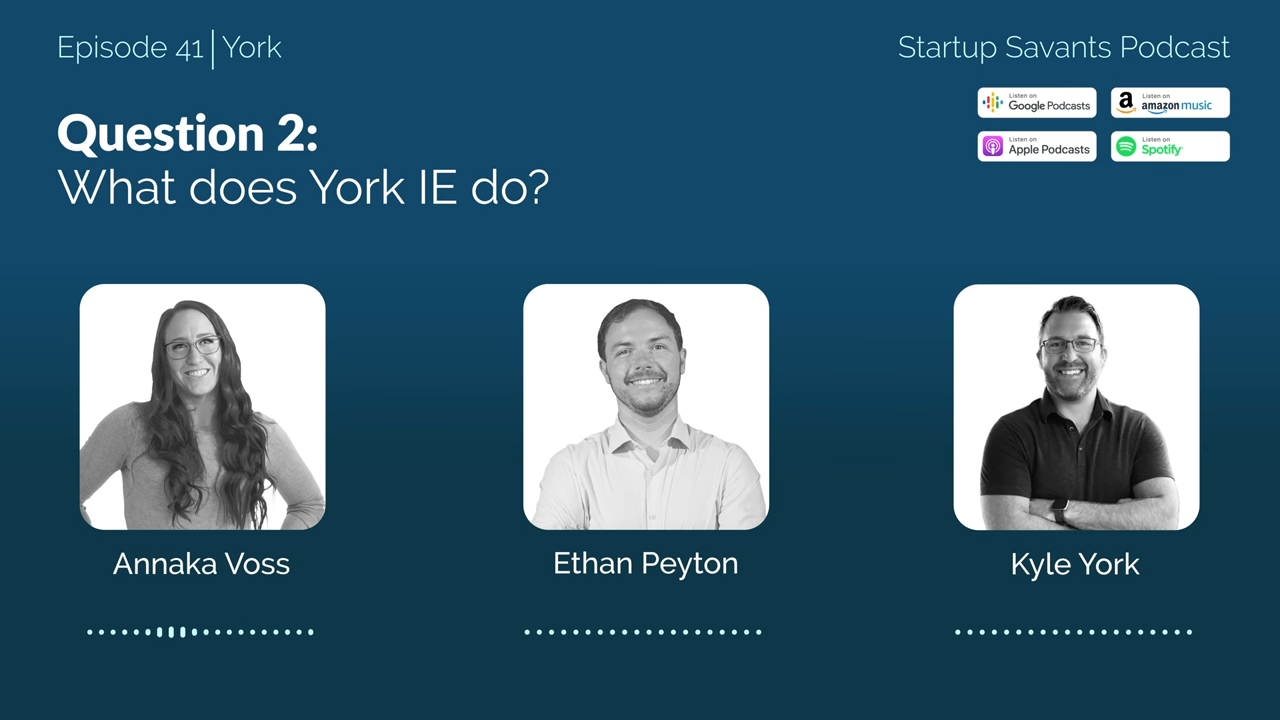 Episode 41 | York
Startup Savants Podcast
Listen on
Google Podcasts
Listen on
amazon music
Listen on
Apple Podcasts
Listen on
Spotify
Question 2:
What does York IE do?
Annaka Voss
Ethan Peyton
Kyle York